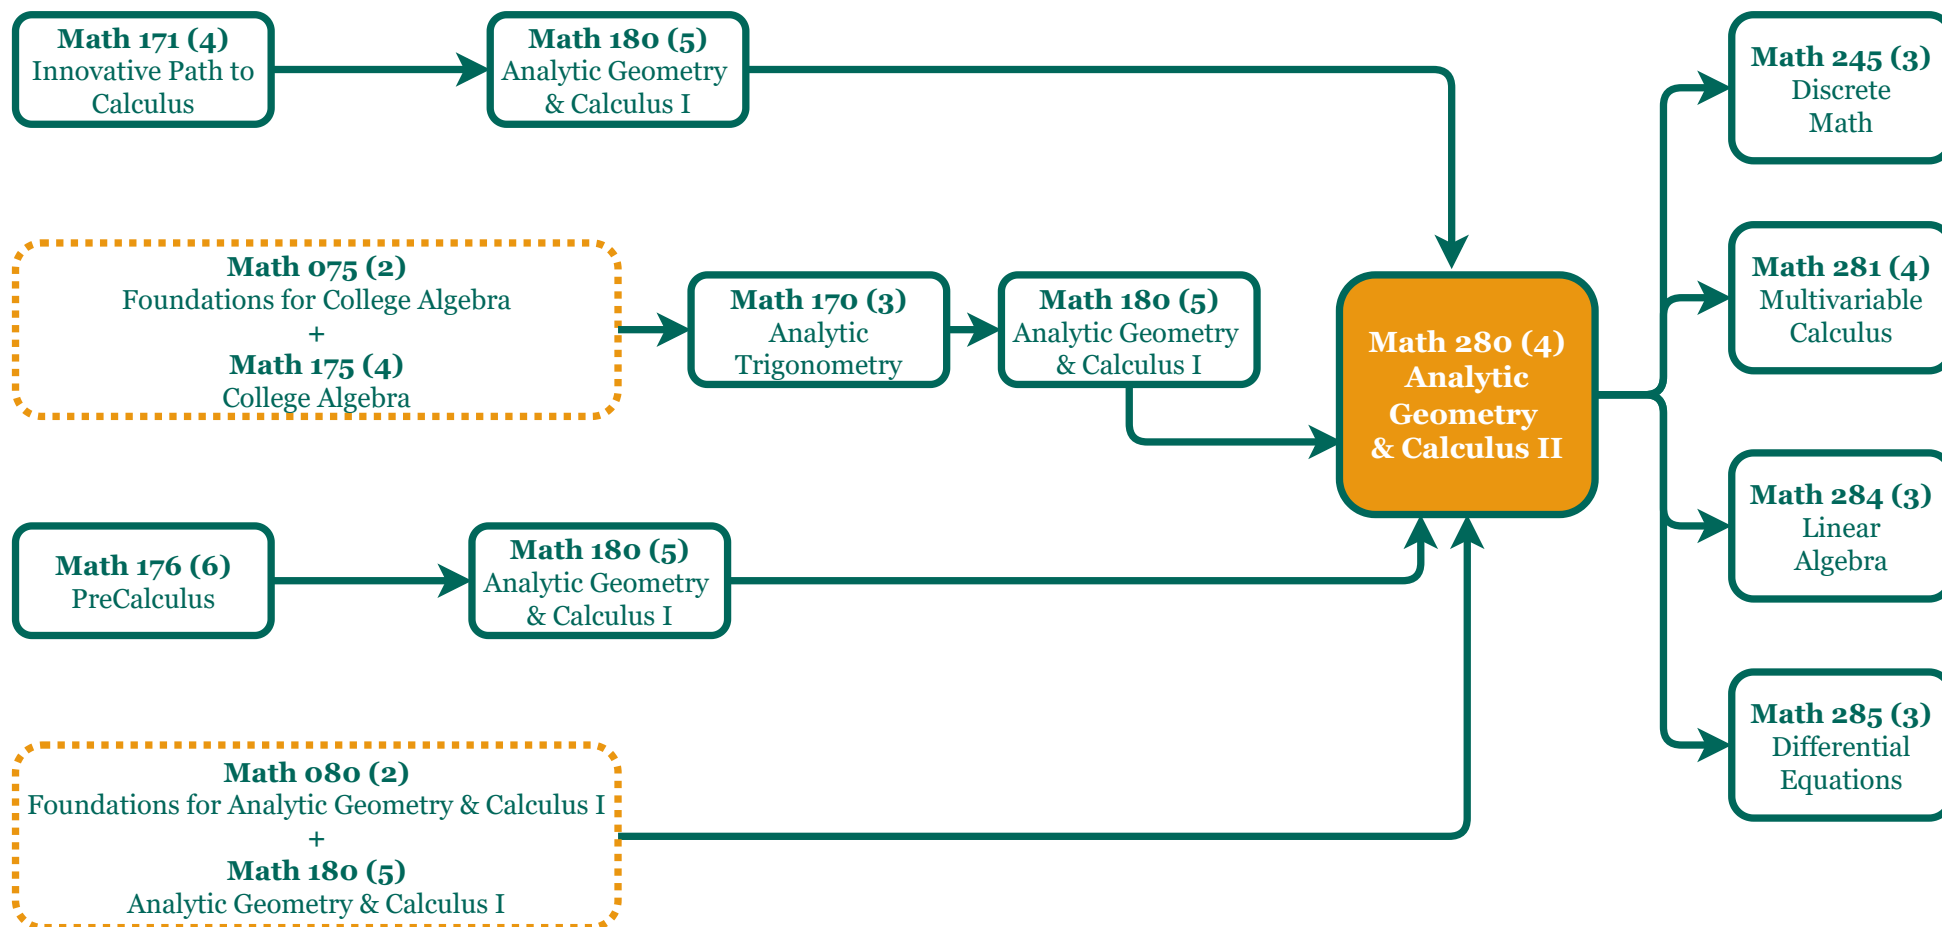 Math 171 (4)
Innovative Path to
Calculus
Math 180 (5)
Analytic Geometry
& Calculus I
Math 245 (3)
Discrete
Math
Math 075 (2)
Foundations for College Algebra
+
Math 175 (4)
College Algebra
Math 170 (3)
Analytic
Trigonometry
Math 180 (5)
Analytic Geometry
& Calculus I
Math 280 (4)
Analytic
Geometry
& Calculus II
Math 281 (4)
Multivariable
Calculus
Math 176 (6)
PreCalculus
Math 180 (5)
Analytic Geometry
& Calculus I
Math 284 (3)
Linear
Algebra
Math 080 (2)
Foundations for Analytic Geometry & Calculus I
+
Math 180 (5)
Analytic Geometry & Calculus I
Math 285 (3)
Differential
Equations